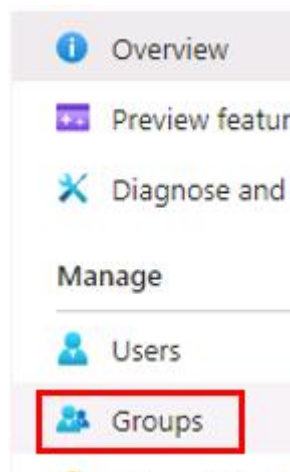 Overview
Preview featur
Diagnose and
Manage
Users
Groups